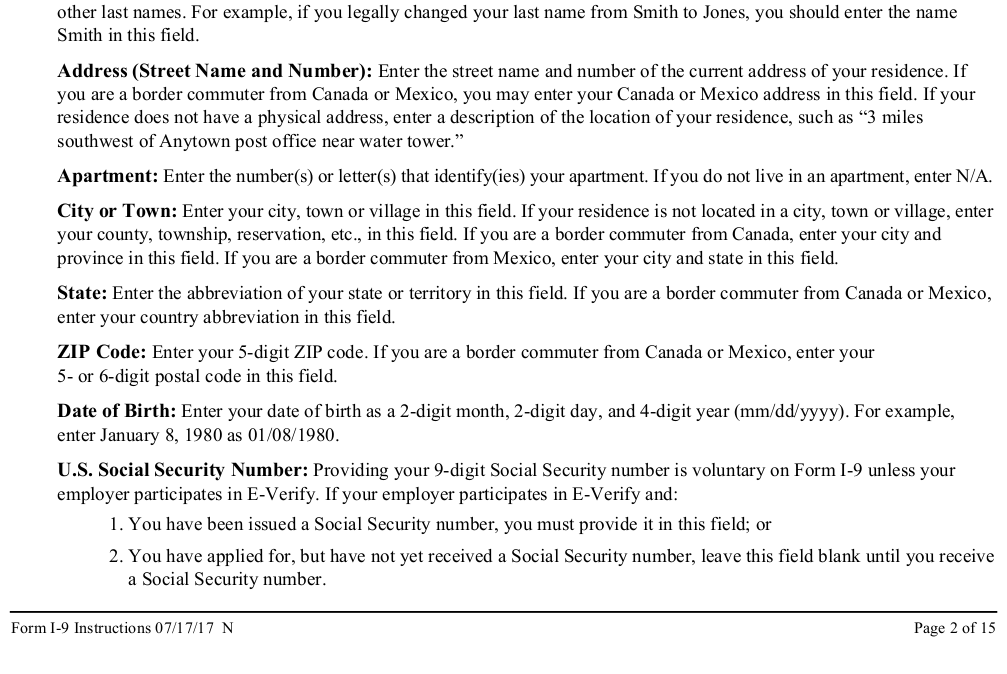 other last names. For example, if you legally changed your last name from Smith to Jones, you should enter the name
Smith in this field.
Address (Street Name and Number): Enter the street name and number of the current address of your residence. If
you are a border commuter from Canada or Mexico, you may enter your Canada or Mexico address in this field. If your
residence does not have a physical address, enter a description of the location of your residence, such as “3 miles
southwest of Anytown post office near water tower.”
Apartment: Enter the number(s) or letter(s) that identify(ies) your apartment. If you do not live in an apartment, enter N/A.
City or Town: Enter your city, town or village in this field. If your residence is not located in a city, town or village, enter
your county, township, reservation, etc., in this field. If you are a border commuter from Canada, enter your city and
province in this field. If you are a border commuter from Mexico, enter your city and state in this field.
State: Enter the abbreviation of your state or territory in this field. If you are a border commuter from Canada or Mexico,
enter your country abbreviation in this field.
ZIP Code: Enter your 5-digit ZIP code. If you are a border commuter from Canada or Mexico, enter your
5- or 6-digit postal code in this field.
Date of Birth: Enter your date of birth as a 2-digit month, 2-digit day, and 4-digit year (mm/dd/yyyy). For example,
enter January 8, 1980 as 01/08/1980.
U.S. Social Security Number: Providing your 9-digit Social Security number is voluntary on Form I-9 unless your
employer participates in E-Verify. If your employer participates in E-Verify and:
1. You have been issued a Social Security number, you must provide it in this field; or
2. You have applied for, but have not yet received a Social Security number, leave this field blank until you receive
a Social Security number.
Form I-9 Instructions 07/17/17 N
Page 2 of 15